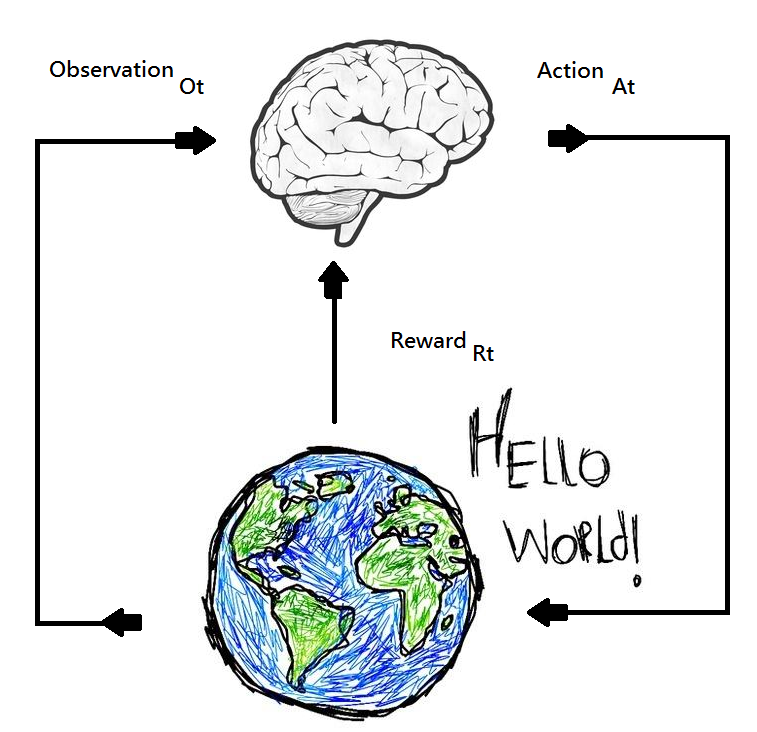 Observation Ot
Action At
Reward Rt
HELLO
WORLd!